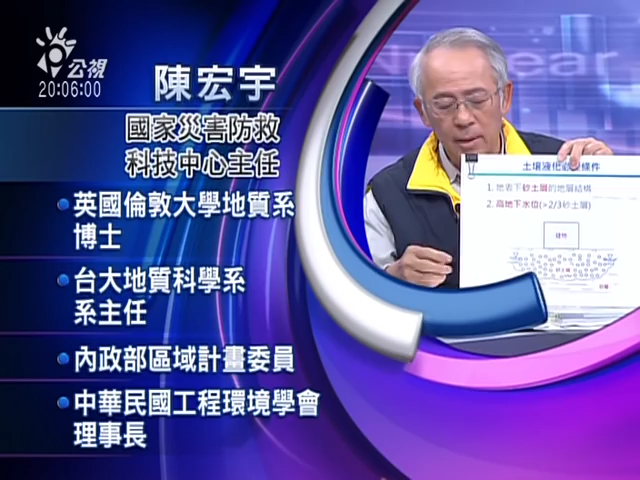 公視
20:06:00
陳宏宇
國家災害防救
科技中心主任
英國倫敦大學地質系
博士
台大地質科學系
系主任
內政部區域計畫委員
中華民國工程環境學會
理事長
1. 地表下砂土層的地層結構
2. 高地下水位(>2/3砂土層)